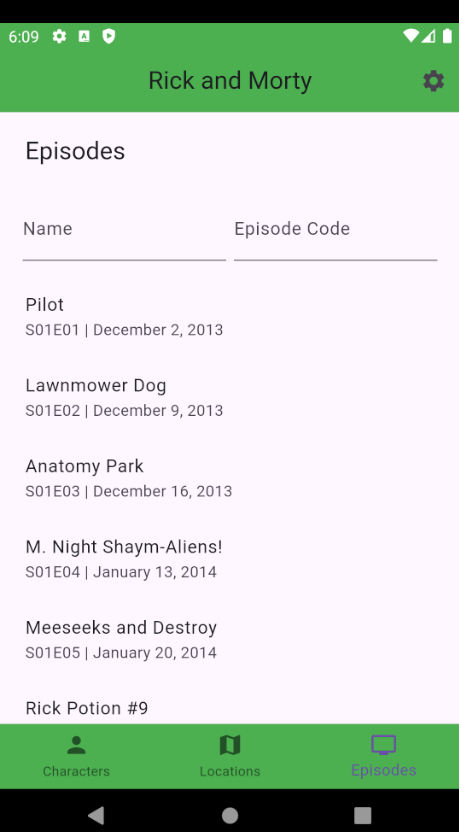 6:09
Rick and Morty
Episodes
Name
Episode Code
Pilot
S01E01 | December 2, 2013
Lawnmower Dog
S01E02 | December 9, 2013
Anatomy Park
S01E03 | December 16, 2013
M. Night Shaym-Aliens!
S01E04 | January 13, 2014
Meeseeks and Destroy
S01E05 | January 20, 2014
Rick Potion #9
Characters
Locations
Episodes